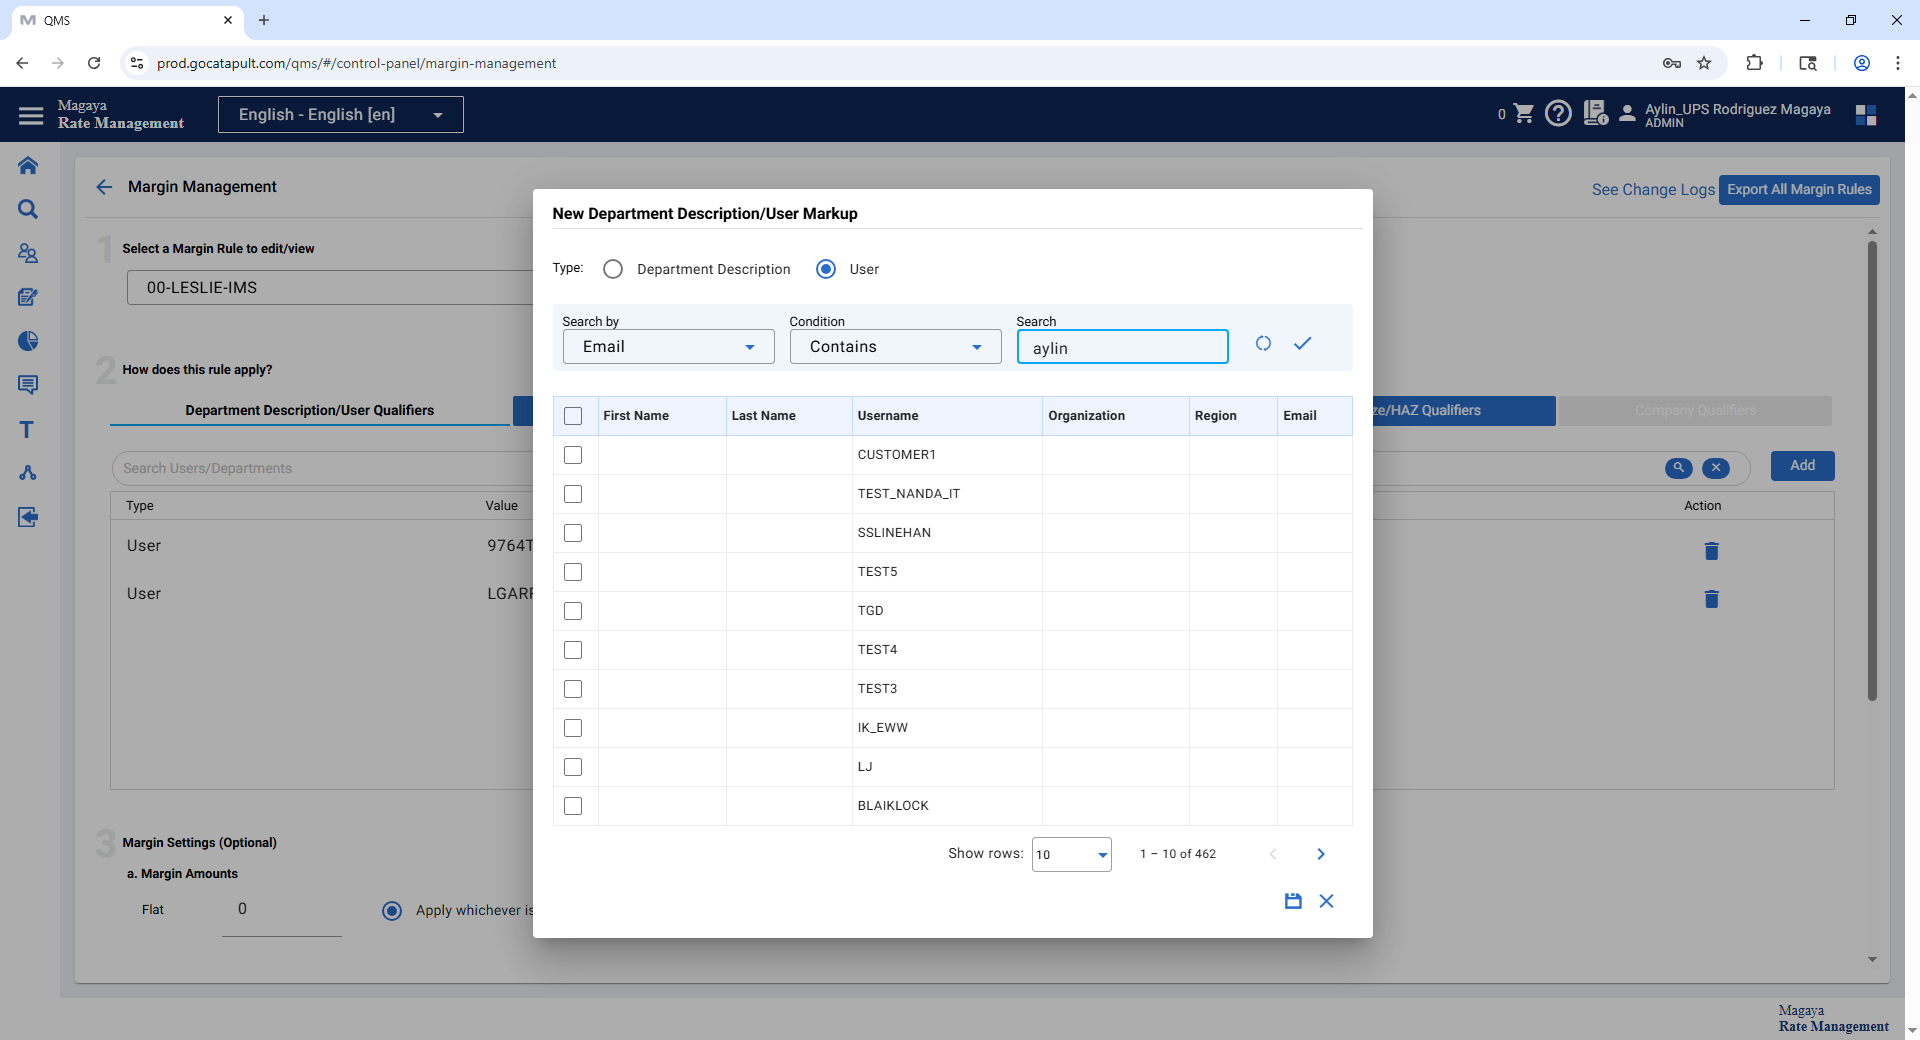 QMS
prod.gocatapult.com/qms/#/control-panel/margin-management
Magaya
Rate Management
English - English [en]
0
Aylin_UPS Rodriguez Magaya
ADMIN
Margin Management
See Change Logs
Export All Margin Rules
1
Select a Margin Rule to edit/view
00-LESLIE-IMS
2
How does this rule apply?
Department Description/User Qualifiers
ze/HAZ Qualifiers
Company Qualifiers
Search Users/Departments
Add
Type
Value
Action
User
9764T
User
LGARR
3
Margin Settings (Optional)
a. Margin Amounts
Flat
0
Apply whichever is
New Department Description/User Markup
Type:
Department Description
User
Search by
Condition
Search
Email
Contains
aylin
First Name
Last Name
Username
Organization
Region
Email
CUSTOMER1
TEST_NANDA_IT
SSLINEHAN
TEST5
TGD
TEST4
TEST3
IK_EWW
LJ
BLAIKLOCK
Show rows:
10
1 – 10 of 462
Magaya
Rate Management